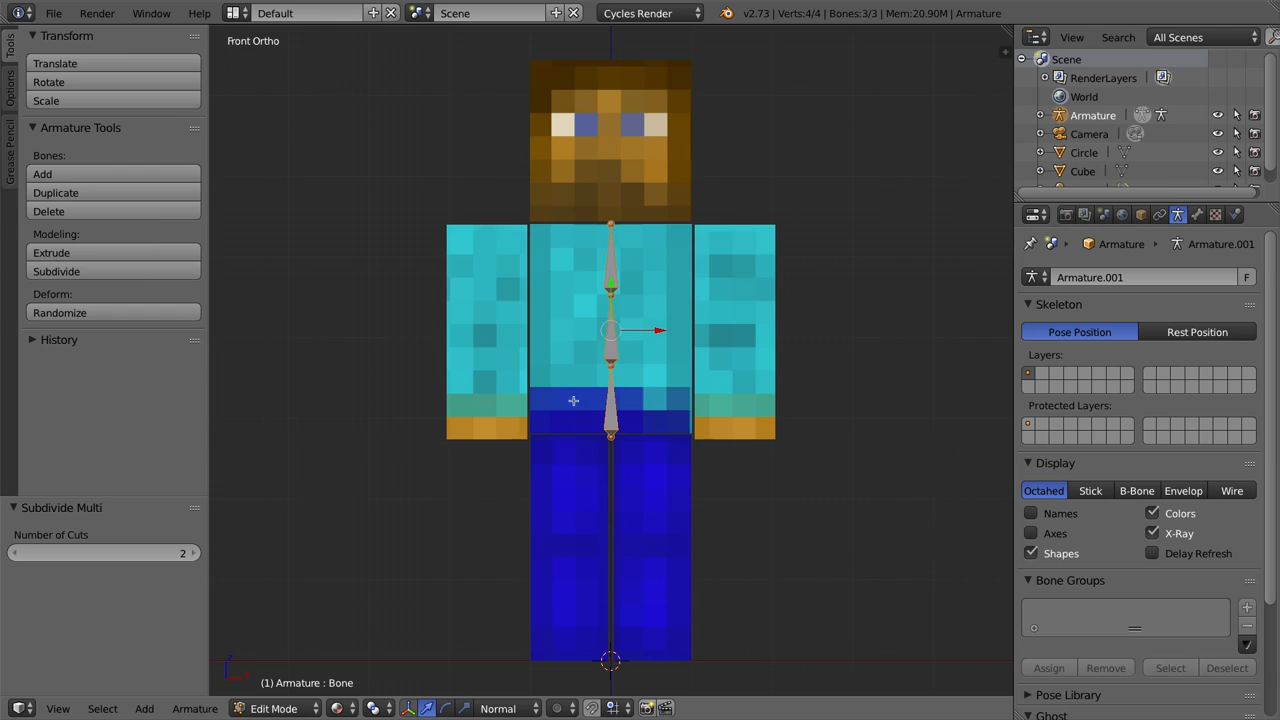 File Render Window Help Default Scene Cycles Render v2.73 | Verts:4/4 | Bones:3/3 | Mem:20.90M | Armature
Tools
Options
Grease Pencil
Transform
Translate
Rotate
Scale
Armature Tools
Bones:
Add
Duplicate
Delete
Modeling:
Extrude
Subdivide
Deform:
Randomize
History
Subdivide Multi
Number of Cuts
2
Front Ortho
z
(1) Armature : Bone
View Select Add Armature Edit Mode Normal
View Search All Scenes
Scene
RenderLayers
World
Armature
Camera
Circle
Cube
Armature Armature.001
Armature.001 F
Skeleton
Pose Position Rest Position
Layers:
Protected Layers:
Display
Octahed Stick B-Bone Envelop Wire
Names Colors
Axes X-Ray
Shapes Delay Refresh
Bone Groups
Assign Remove Select Deselect
Pose Library
Ghost